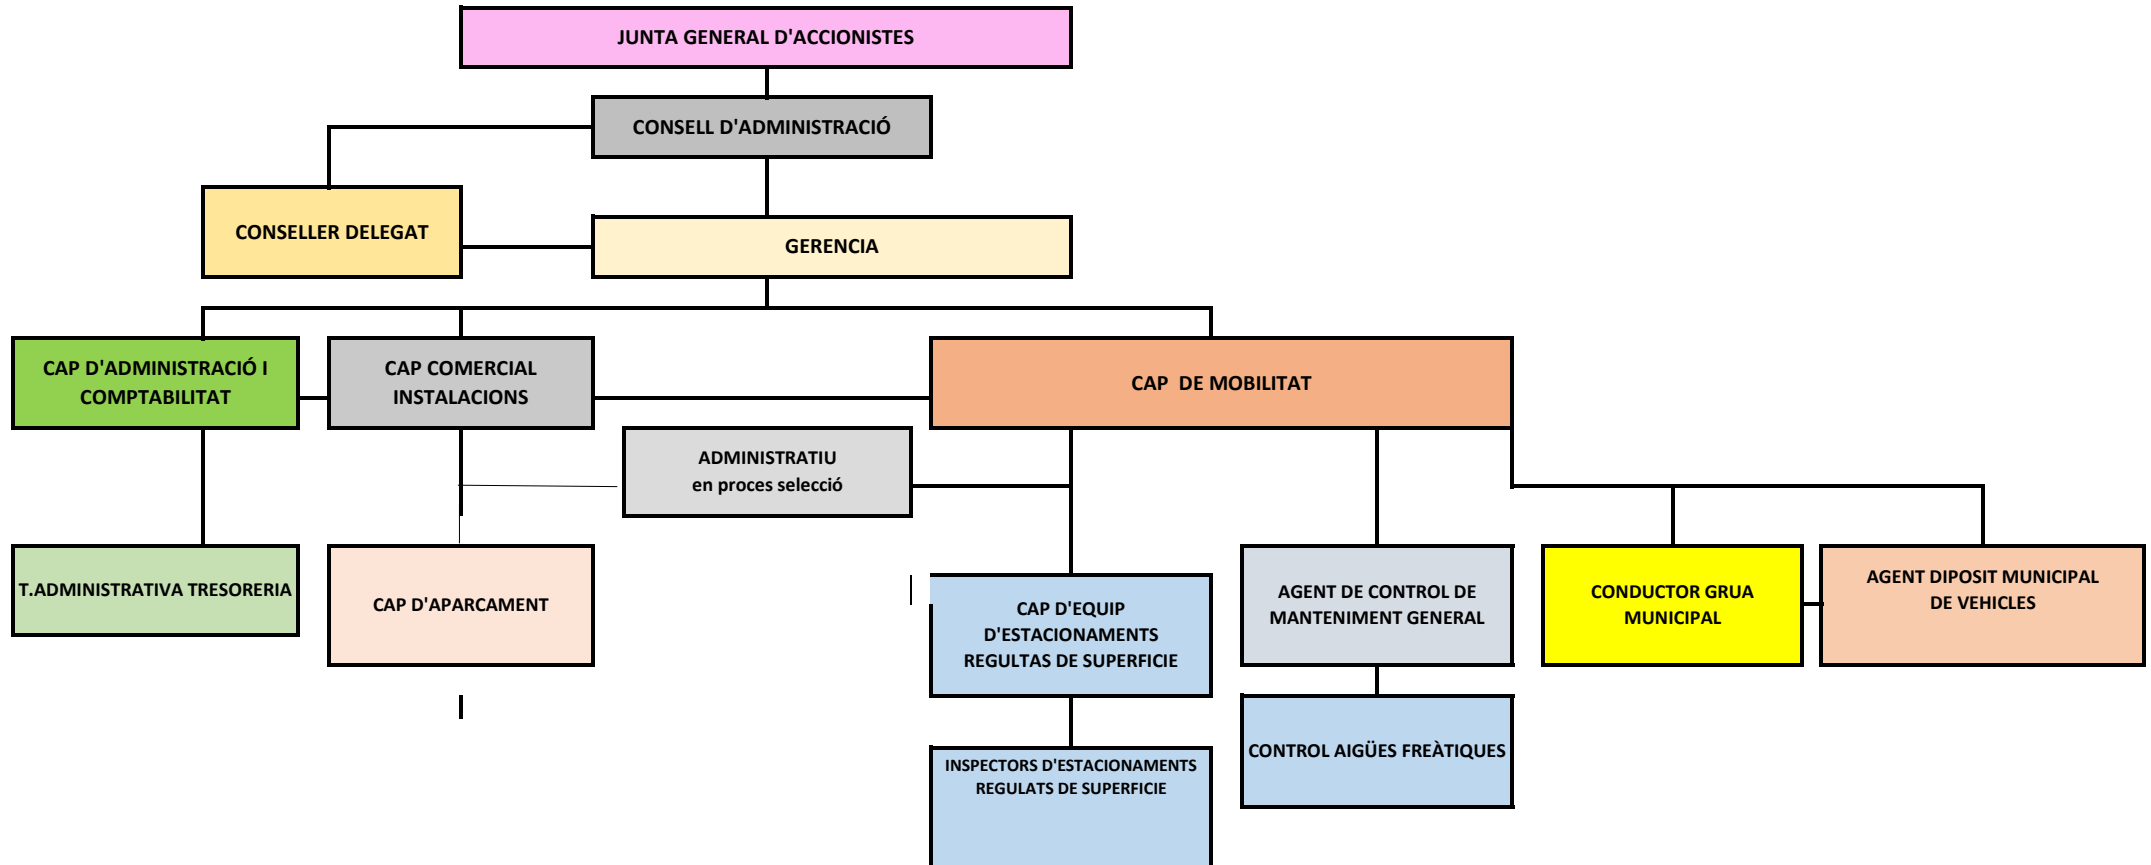 JUNTA GENERAL D'ACCIONISTES
CONSELL D'ADMINISTRACIÓ
CONSELLER DELEGAT
GERENCIA
CAP D'ADMINISTRACIÓ I
COMPTABILITAT
CAP COMERCIAL
INSTALACIONS
CAP  DE MOBILITAT
ADMINISTRATIU
en proces selecció
T.ADMINISTRATIVA TRESORERIA
CAP D'APARCAMENT
CAP D'EQUIP
D'ESTACIONAMENTS
REGULTAS DE SUPERFICIE
AGENT DE CONTROL DE
MANTENIMENT GENERAL
CONDUCTOR GRUA
MUNICIPAL
AGENT DIPOSIT MUNICIPAL
DE VEHICLES
CONTROL AIGÜES FREÀTIQUES
INSPECTORS D'ESTACIONAMENTS
REGULATS DE SUPERFICIE